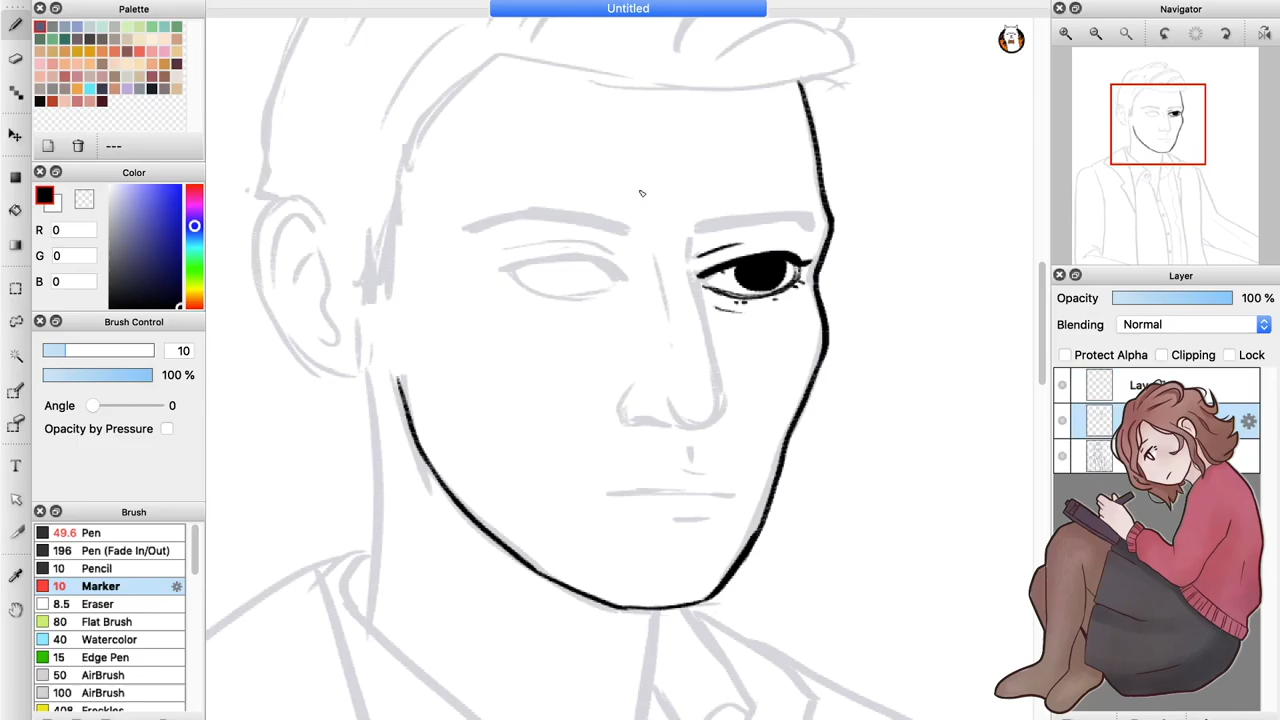 Untitled
Palette
---
Color
R 0
G 0
B 0
Brush Control
10
100 %
Angle 0
Opacity by Pressure
Brush
49.6 Pen
196 Pen (Fade In/Out)
10 Pencil
10 Marker
8.5 Eraser
80 Flat Brush
40 Watercolor
15 Edge Pen
50 AirBrush
100 AirBrush
408 Freckles
T
Navigator
Layer
Opacity 100 %
Blending Normal
Protect Alpha Clipping Lock